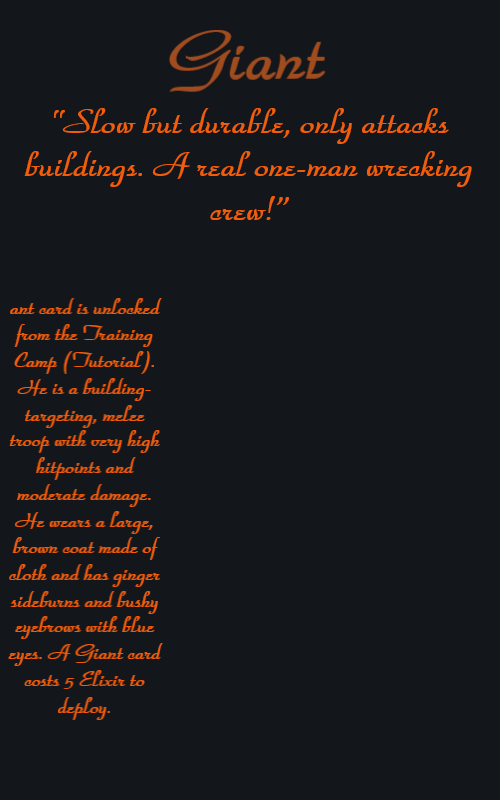 Giant
"Slow but durable, only attacks
buildings. A real one-man wrecking
crew!"
ant card is unlocked
from the Training
Camp (Tutorial).
He is a building-
targeting, melee
troop with very high
hitpoints and
moderate damage.
He wears a large,
brown coat made of
cloth and has ginger
sideburns and bushy
eyebrows with blue
eyes. A Giant card
costs 5 Elixir to
deploy.